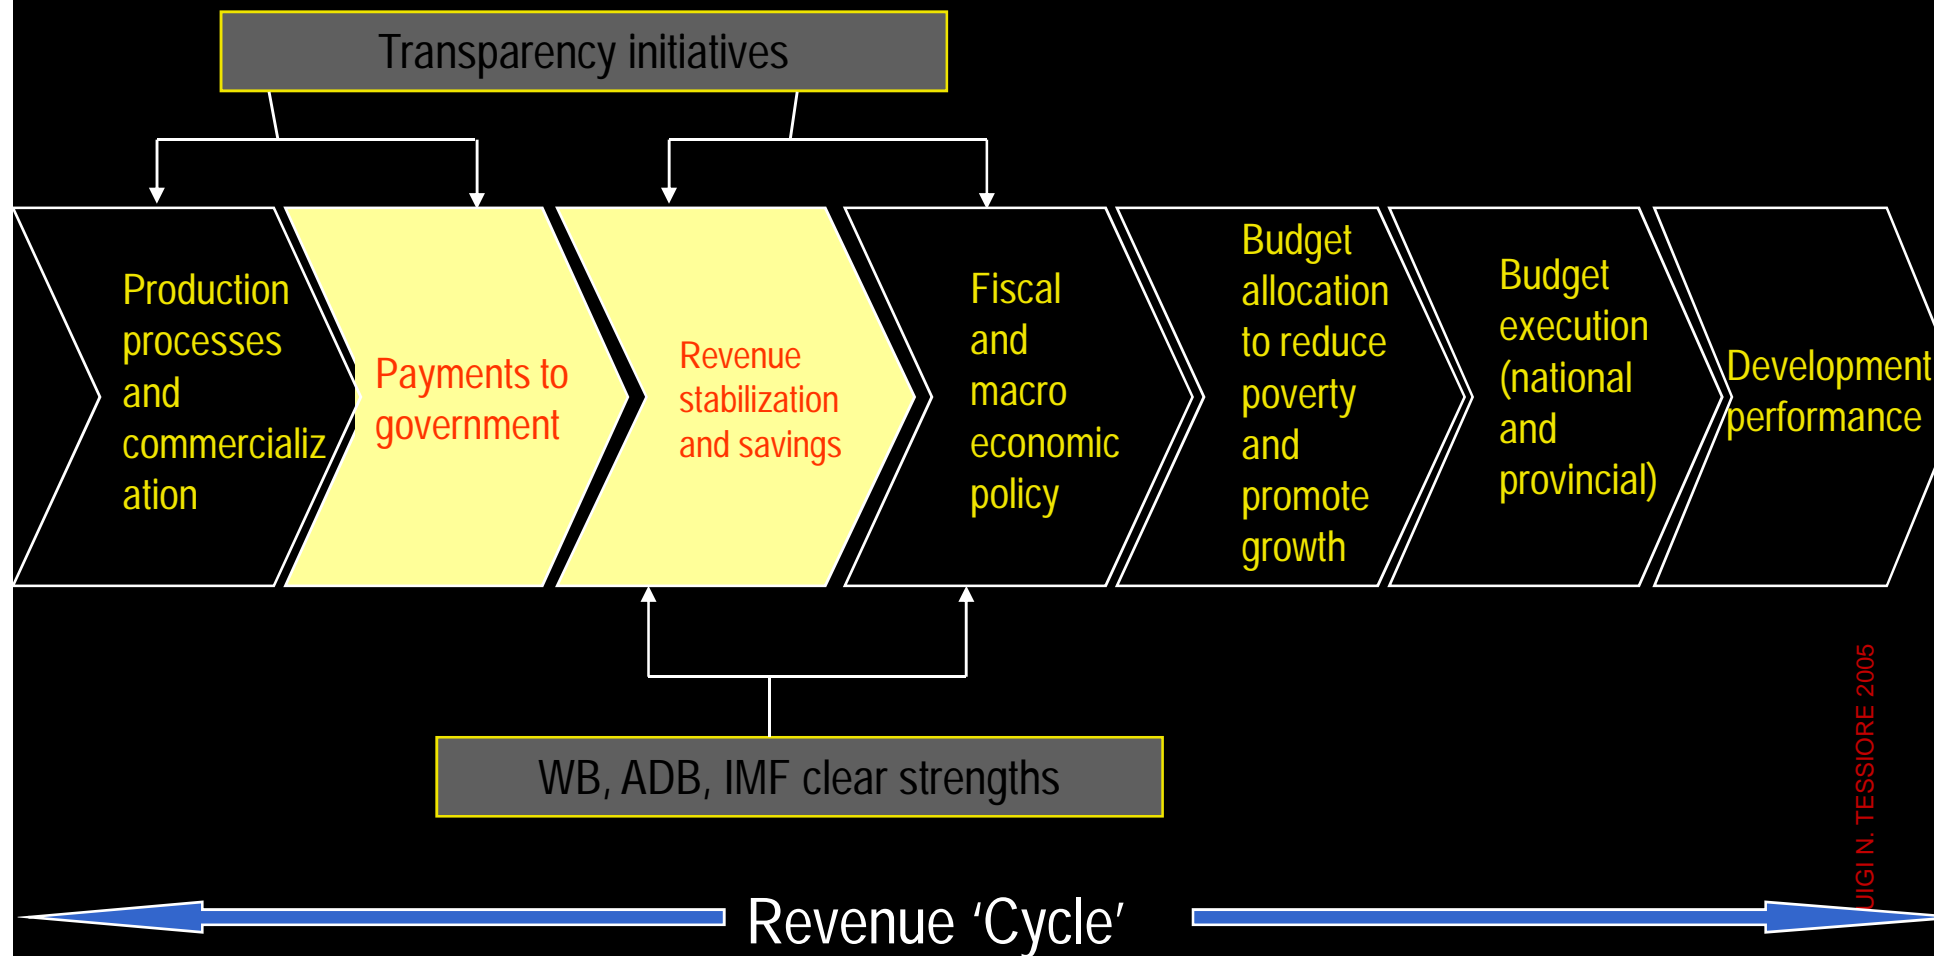 Transparency initiatives
Production
processes
and
commercializ
ation
Payments to
government
Revenue
stabilization
and savings
Fiscal
and
macro
economic
policy
Budget
allocation
to reduce
poverty
and
promote
growth
Budget
execution
(national
and
provincial)
Development
performance
WB, ADB, IMF clear strengths
UIGI N. TESSIORE 2005
Revenue ‘Cycle’